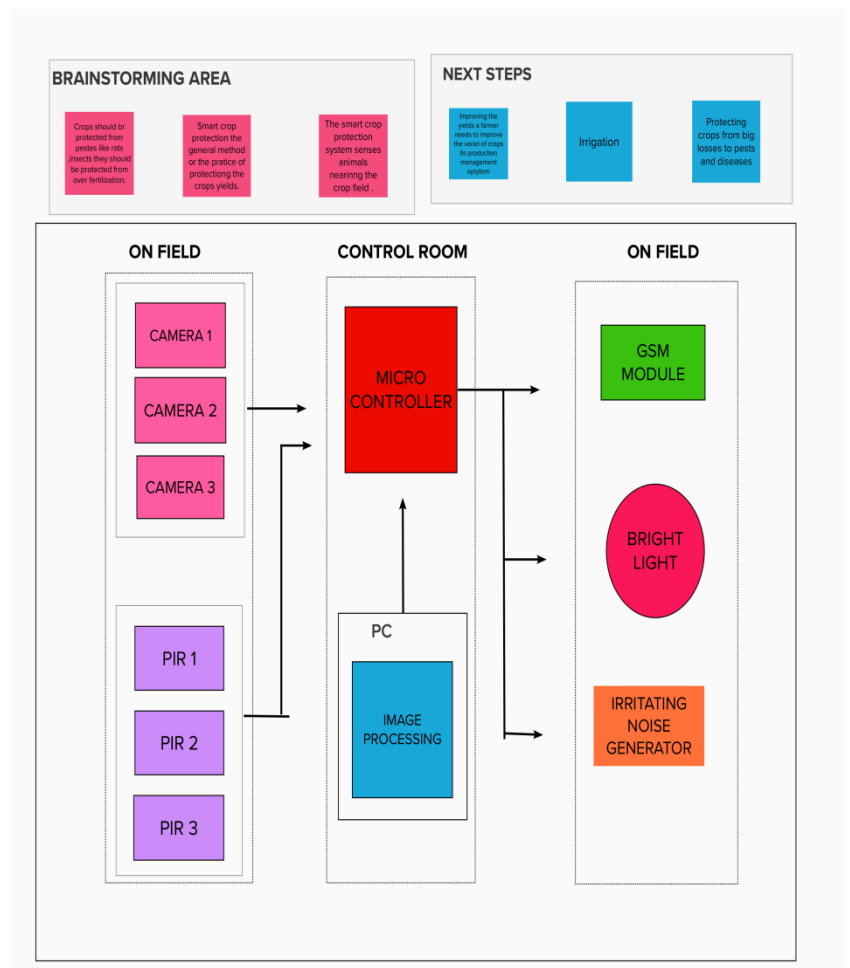 BRAINSTORMING AREA
Crops should br
protected from
pestes like rats
,insects they should
be protected from
over fertilization.
Smart crop
protection the
general method
or the pratice of
protectiong the
crops yields.
The smart crop
protection
system senses
animals
nearinng the
crop field .
NEXT STEPS
Improving the
yields a farmer
needs to improve
the variet of crops
its production
management
sysytem
Irrigation
Protecting
crops from big
losses to pests
and diseases
ON FIELD
CAMERA 1
CAMERA 2
CAMERA 3
PIR 1
PIR 2
PIR 3
CONTROL ROOM
MICRO
CONTROLLER
PC
IMAGE
PROCESSING
ON FIELD
GSM
MODULE
BRIGHT
LIGHT
IRRITATING
NOISE
GENERATOR